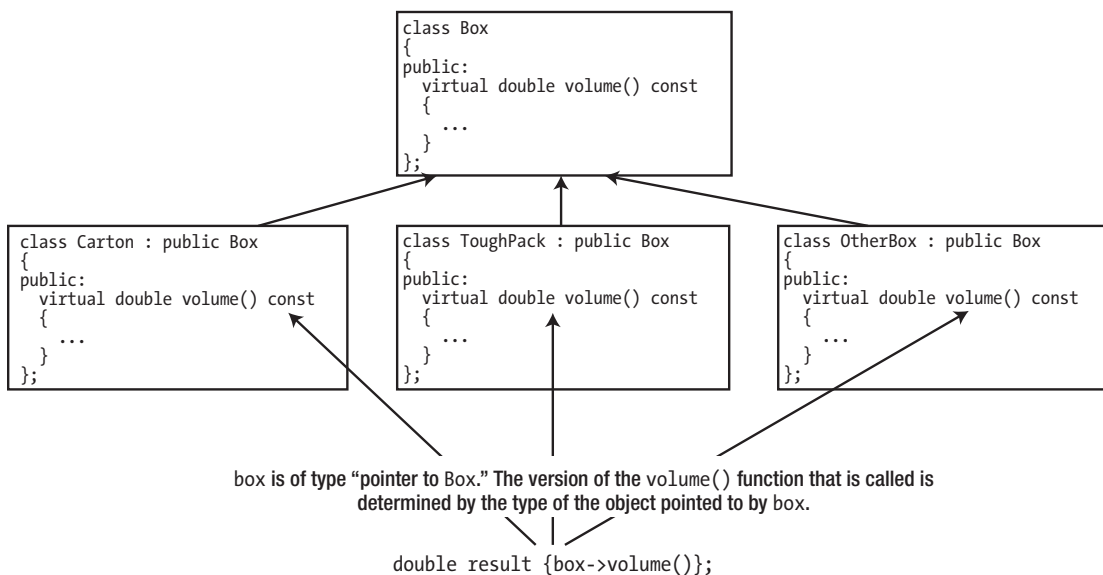 class Box
{
public:
  virtual double volume() const
  {
    ...
  }
};
class Carton : public Box
{
public:
  virtual double volume() const
  {
    ...
  }
};
class ToughPack : public Box
{
public:
  virtual double volume() const
  {
    ...
  }
};
class OtherBox : public Box
{
public:
  virtual double volume() const
  {
    ...
  }
};
box is of type “pointer to Box.” The version of the volume() function that is called is
determined by the type of the object pointed to by box.
double result {box->volume()};